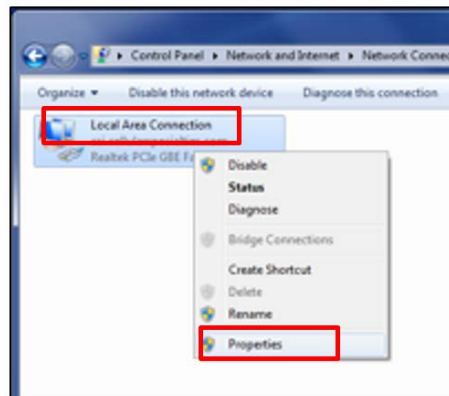 Control Panel ▸ Network and Internet ▸ Network Connec
Organize ▾ Disable this network device Diagnose this connection
Local Area Connection
Realtek PCIe GBE Fa
Disable
Status
Diagnose
Bridge Connections
Create Shortcut
Delete
Rename
Properties